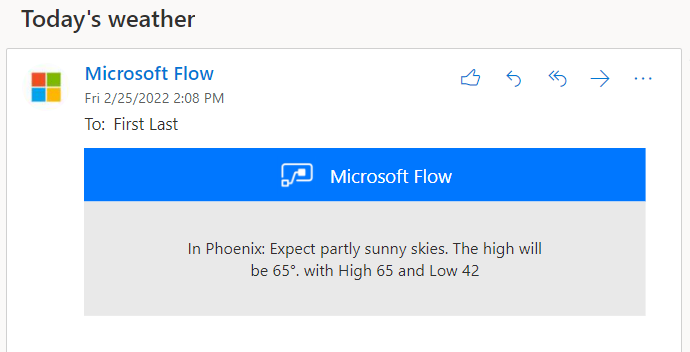 Today's weather
Microsoft Flow
Fri 2/25/2022 2:08 PM
To: First Last
Microsoft Flow
In Phoenix: Expect partly sunny skies. The high will
be 65°. with High 65 and Low 42